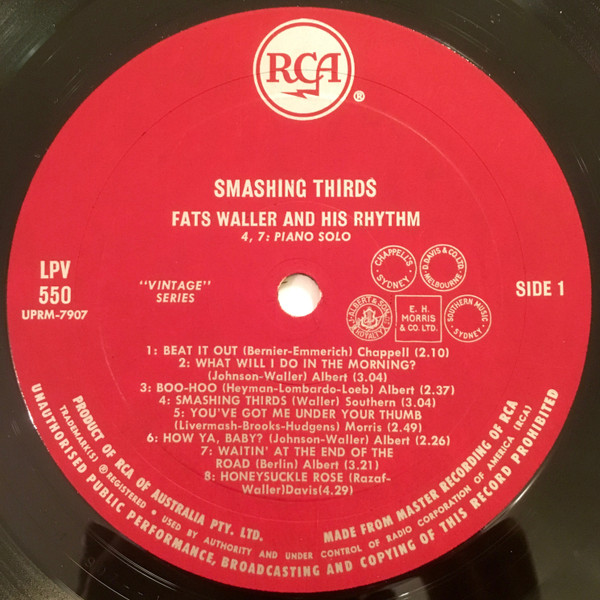 RCA
®
SMASHING THIRDS
FATS WALLER AND HIS RHYTHM
4, 7: PIANO SOLO
LPV
550
UPRM-7907
"VINTAGE"
SERIES
CHAPPELL'S
SYDNEY
D. DAVIS & CO. LTD.
MELBOURNE
ALBERT & SON
ROYALTY
E. H.
MORRIS
& CO. LTD.
SOUTHERN MUSIC
SYDNEY
SIDE 1
1: BEAT IT OUT (Bernier-Emmerich) Chappell (2.10)
2: WHAT WILL I DO IN THE MORNING?
(Johnson-Waller) Albert (3.04)
3: BOO-HOO (Heyman-Lombardo-Loeb) Albert (2.37)
4: SMASHING THIRDS (Waller) Southern (3.04)
5: YOU'VE GOT ME UNDER YOUR THUMB
(Livermash-Brooks-Hudgens) Morris (2.49)
6: HOW YA, BABY? (Johnson-Waller) Albert (2.26)
7: WAITIN' AT THE END OF THE
ROAD (Berlin) Albert (3.21)
8: HONEYSUCKLE ROSE (Razaf-
Waller)Davis(4.29)
PRODUCT OF RCA OF AUSTRALIA PTY. LTD.
MADE FROM MASTER RECORDING OF RCA
TRADEMARK(S) ® REGISTERED • USED BY AUTHORITY AND UNDER CONTROL OF RADIO CORPORATION OF AMERICA (RCA)
UNAUTHORISED PUBLIC PERFORMANCE, BROADCASTING AND COPYING OF THIS RECORD PROHIBITED